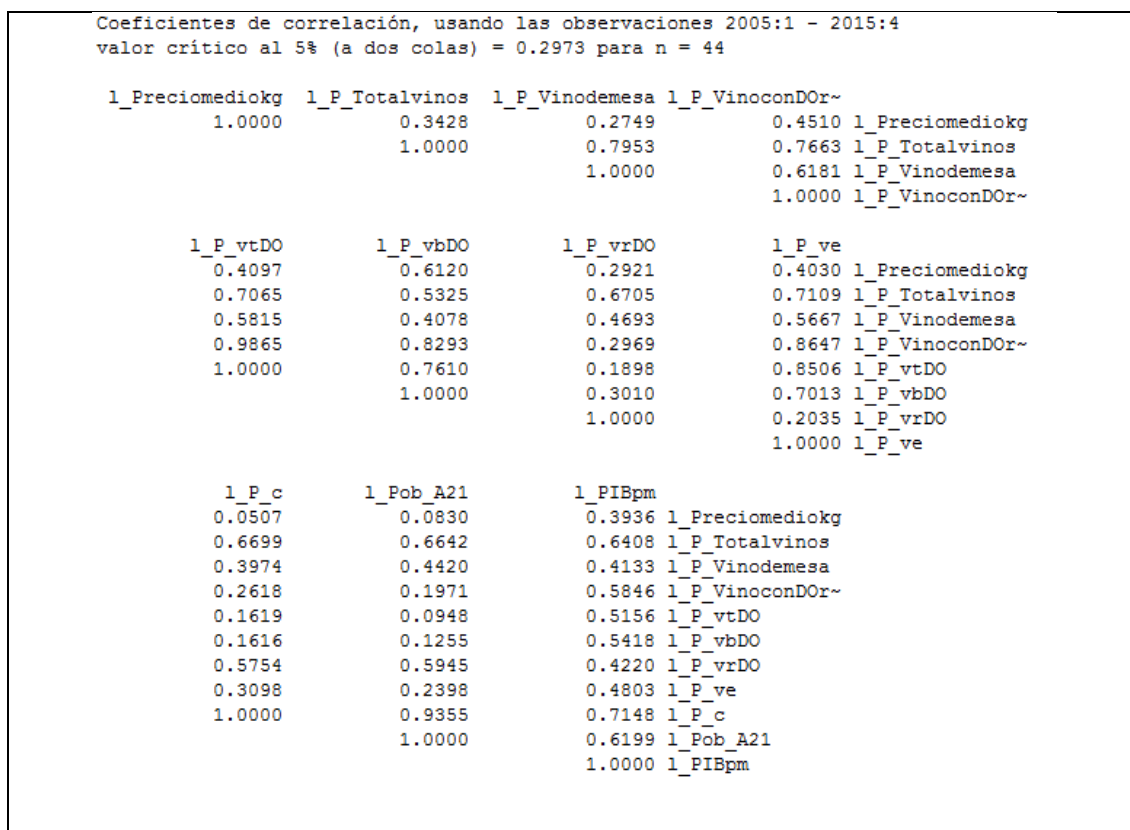 Coeficientes de correlación, usando las observaciones 2005:1 - 2015:4
valor crítico al 5% (a dos colas) = 0.2973 para n = 44
l_Preciomediokg l_P_Totalvinos l_P_Vinodemesa l_P_VinoconDOr~
1.0000 0.3428 0.2749 0.4510 l_Preciomediokg
1.0000 0.7953 0.7663 l_P_Totalvinos
1.0000 0.6181 l_P_Vinodemesa
1.0000 l_P_VinoconDOr~
l_P_vtDO l_P_vbDO l_P_vrDO l_P_ve
0.4097 0.6120 0.2921 0.4030 l_Preciomediokg
0.7065 0.5325 0.6705 0.7109 l_P_Totalvinos
0.5815 0.4078 0.4693 0.5667 l_P_Vinodemesa
0.9865 0.8293 0.2969 0.8647 l_P_VinoconDOr~
1.0000 0.7610 0.1898 0.8506 l_P_vtDO
1.0000 0.3010 0.7013 l_P_vbDO
1.0000 0.2035 l_P_vrDO
1.0000 l_P_ve
l_P_c l_Pob_A21 l_PIBpm
0.0507 0.0830 0.3936 l_Preciomediokg
0.6699 0.6642 0.6408 l_P_Totalvinos
0.3974 0.4420 0.4133 l_P_Vinodemesa
0.2618 0.1971 0.5846 l_P_VinoconDOr~
0.1619 0.0948 0.5156 l_P_vtDO
0.1616 0.1255 0.5418 l_P_vbDO
0.5754 0.5945 0.4220 l_P_vrDO
0.3098 0.2398 0.4803 l_P_ve
1.0000 0.9355 0.7148 l_P_c
1.0000 0.6199 l_Pob_A21
1.0000 l_PIBpm